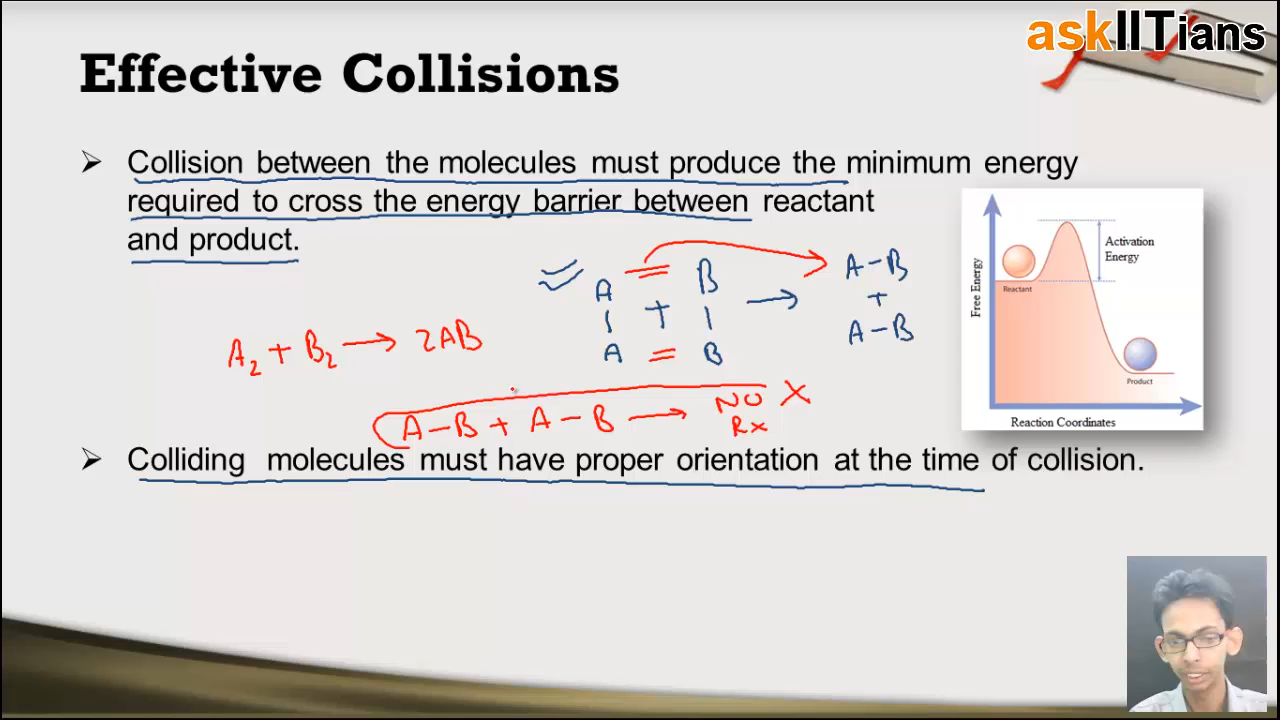 askIITians
Effective Collisions
➢ Collision between the molecules must produce the minimum energy
required to cross the energy barrier between reactant
and product.
A = B
| + |
A = B
→
A-B
+
A-B
A₂ + B₂ → 2AB
A-B + A-B → NO X
Rx
➢ Colliding molecules must have proper orientation at the time of collision.
Free Energy
Activation
Energy
Reactant
Product
Reaction Coordinates